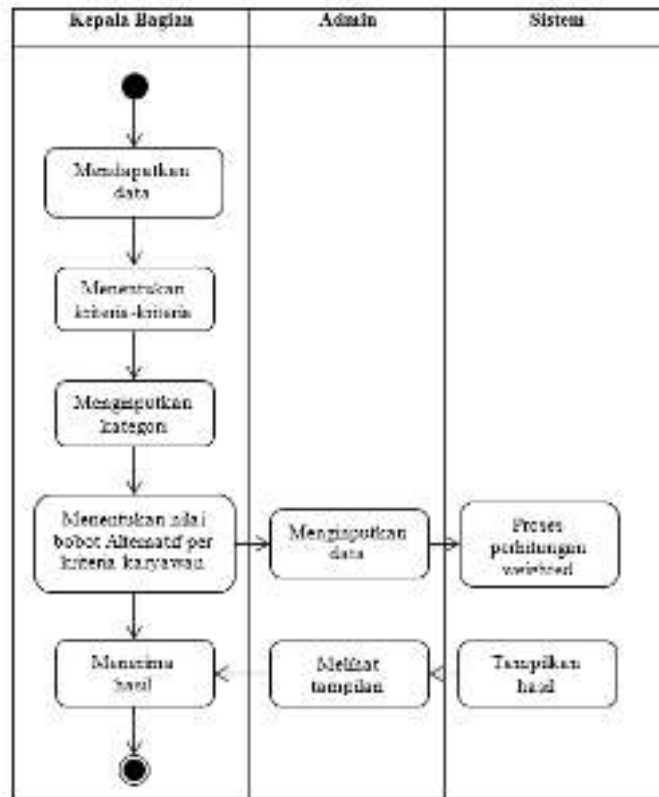 Kepala Bagian
Admin
Sistem
Mendapatkan
data
Menentukan
kriteria-kriteria
Menginputkan
kategori
Menentukan nilai
bobot Alternatif per
kriteria karyawan
Menginputkan
data
Proses
perhitungan
weighted
Menerima
hasil
Melihat
tampilan
Tampilkan
hasil